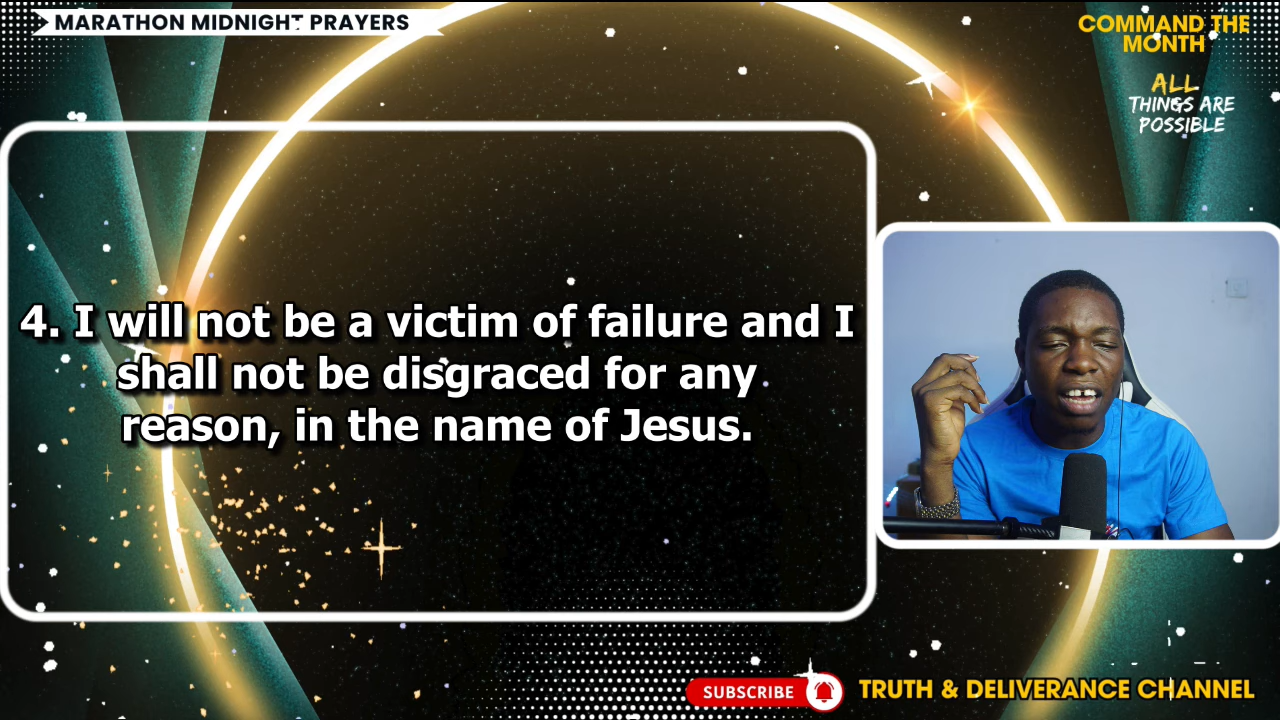 MARATHON MIDNIGHT PRAYERS
COMMAND THE
MONTH
ALL
THINGS ARE
POSSIBLE
4. I will not be a victim of failure and I
shall not be disgraced for any
reason, in the name of Jesus.
SUBSCRIBE
TRUTH & DELIVERANCE CHANNEL